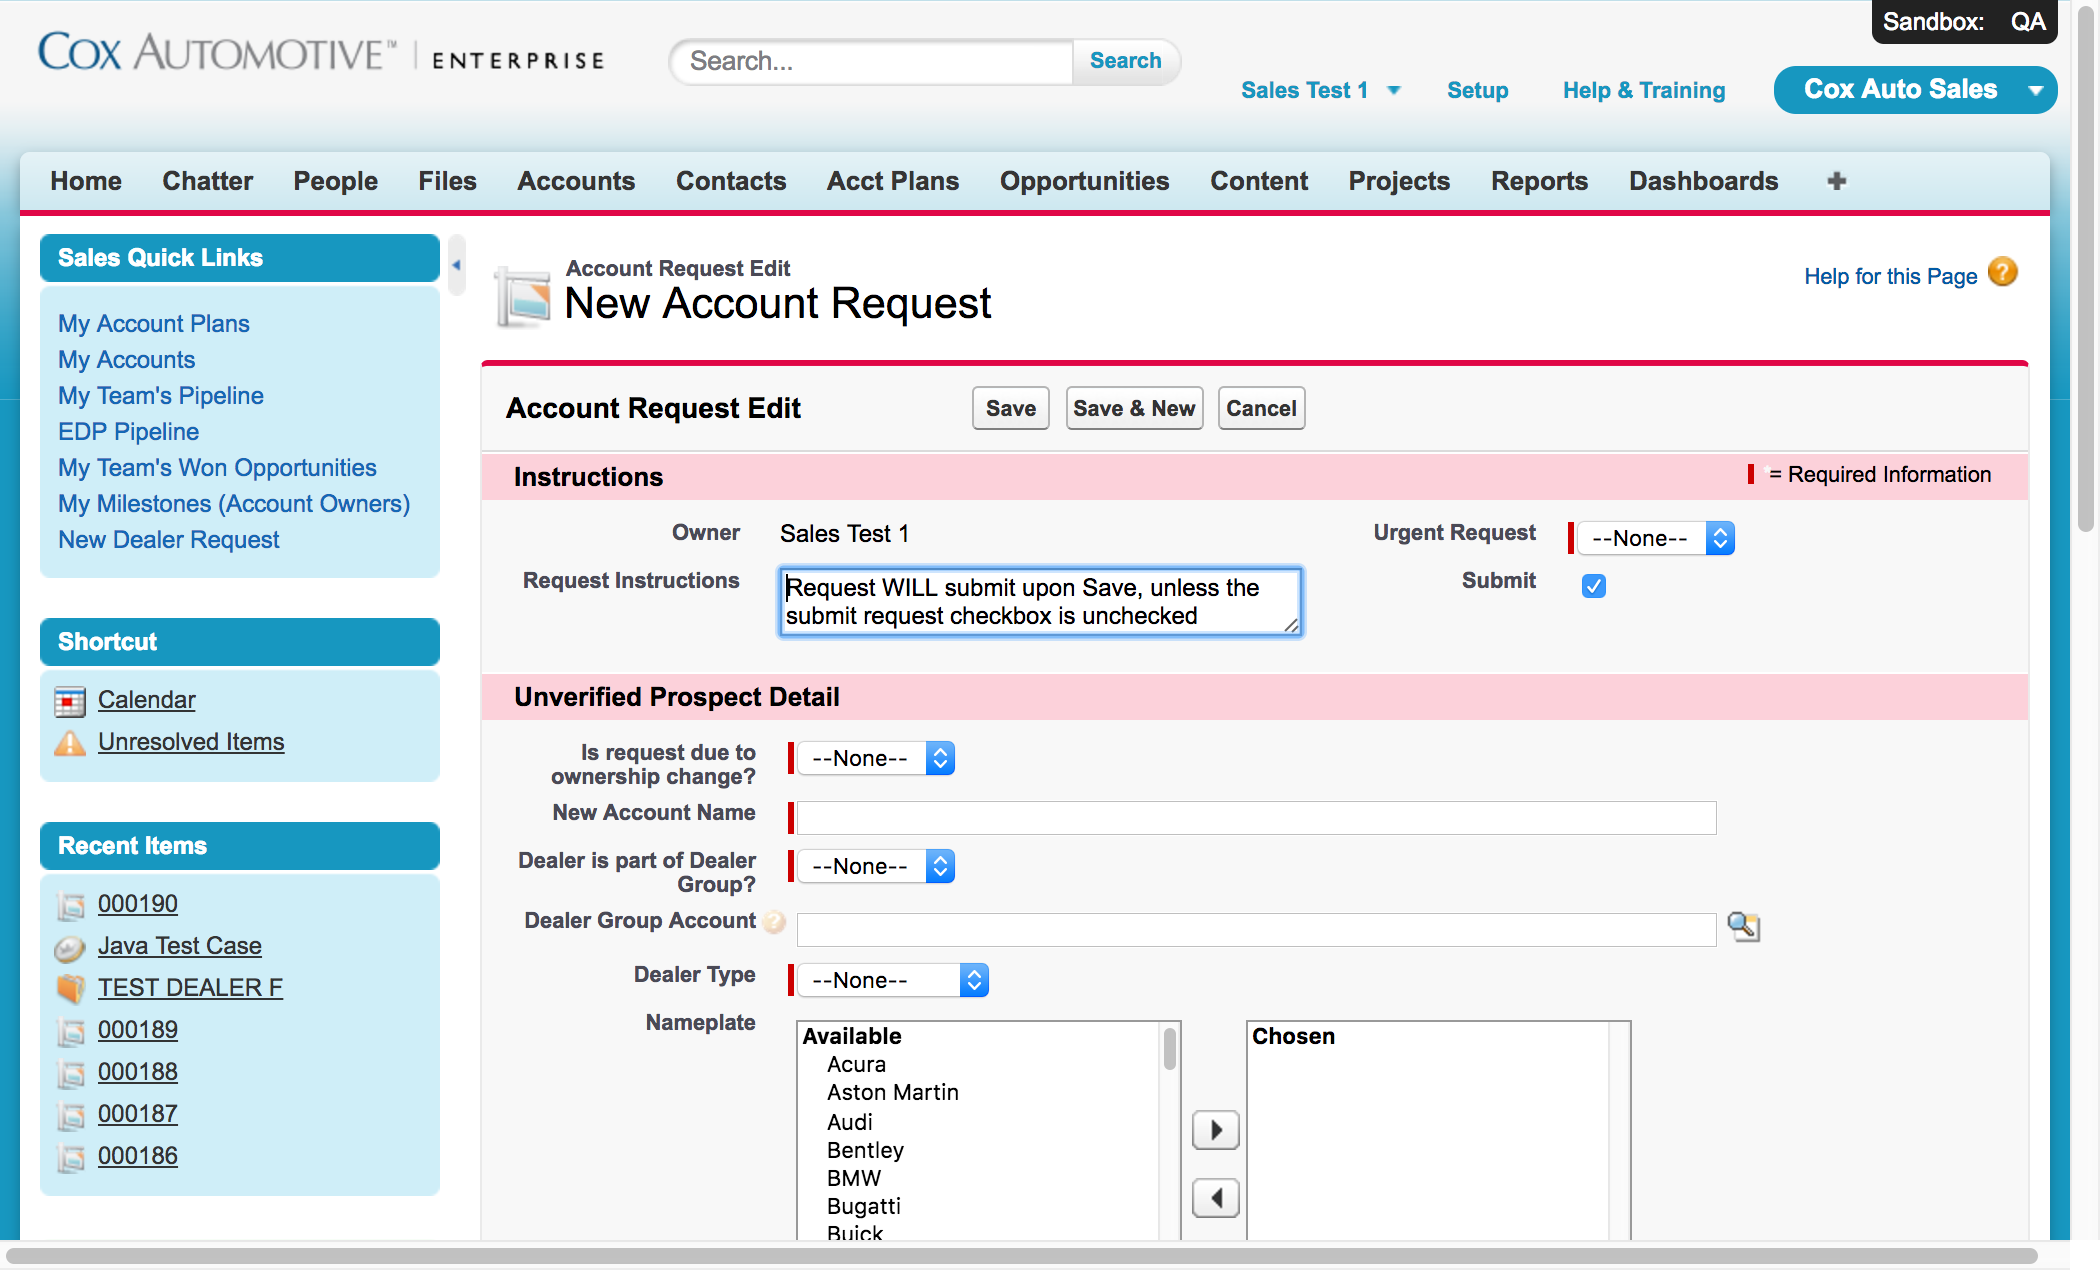 Sandbox: QA
COX AUTOMOTIVE™ | ENTERPRISE
Search...
Search
Sales Test 1
Setup
Help & Training
Cox Auto Sales
Home
Chatter
People
Files
Accounts
Contacts
Acct Plans
Opportunities
Content
Projects
Reports
Dashboards
+
Sales Quick Links
My Account Plans
My Accounts
My Team's Pipeline
EDP Pipeline
My Team's Won Opportunities
My Milestones (Account Owners)
New Dealer Request
Shortcut
Calendar
Unresolved Items
Recent Items
000190
Java Test Case
TEST DEALER F
000189
000188
000187
000186
Account Request Edit
New Account Request
Help for this Page ?
Account Request Edit
Save
Save & New
Cancel
Instructions
= Required Information
Owner
Sales Test 1
Urgent Request
--None--
Request Instructions
Request WILL submit upon Save, unless the
submit request checkbox is unchecked
Submit
Unverified Prospect Detail
Is request due to
ownership change?
--None--
New Account Name
Dealer is part of Dealer
Group?
--None--
Dealer Group Account ?
Dealer Type
--None--
Nameplate
Available
Acura
Aston Martin
Audi
Bentley
BMW
Bugatti
Buick
Chosen